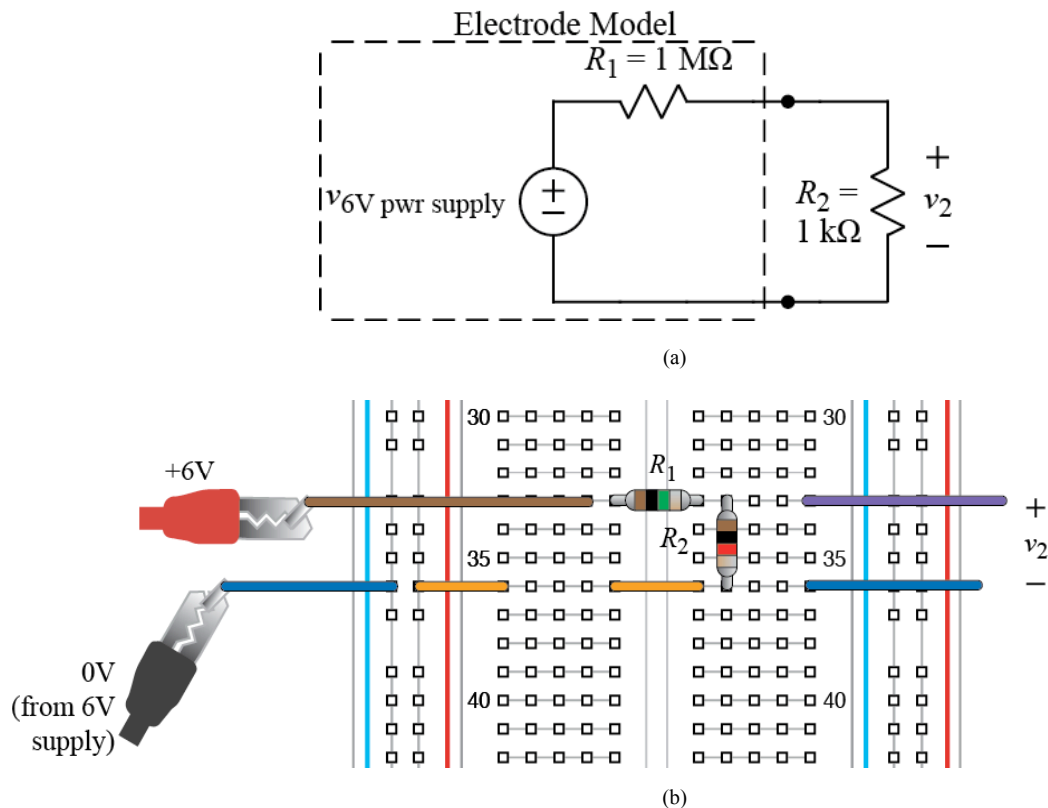 Electrode Model
R1 = 1 MΩ
v6V pwr supply
+
−
R2 =
1 kΩ
+
v2
−
(a)
30
30
+6V
R1
R2
35
35
+
v2
−
0V
(from 6V
supply)
40
40
(b)